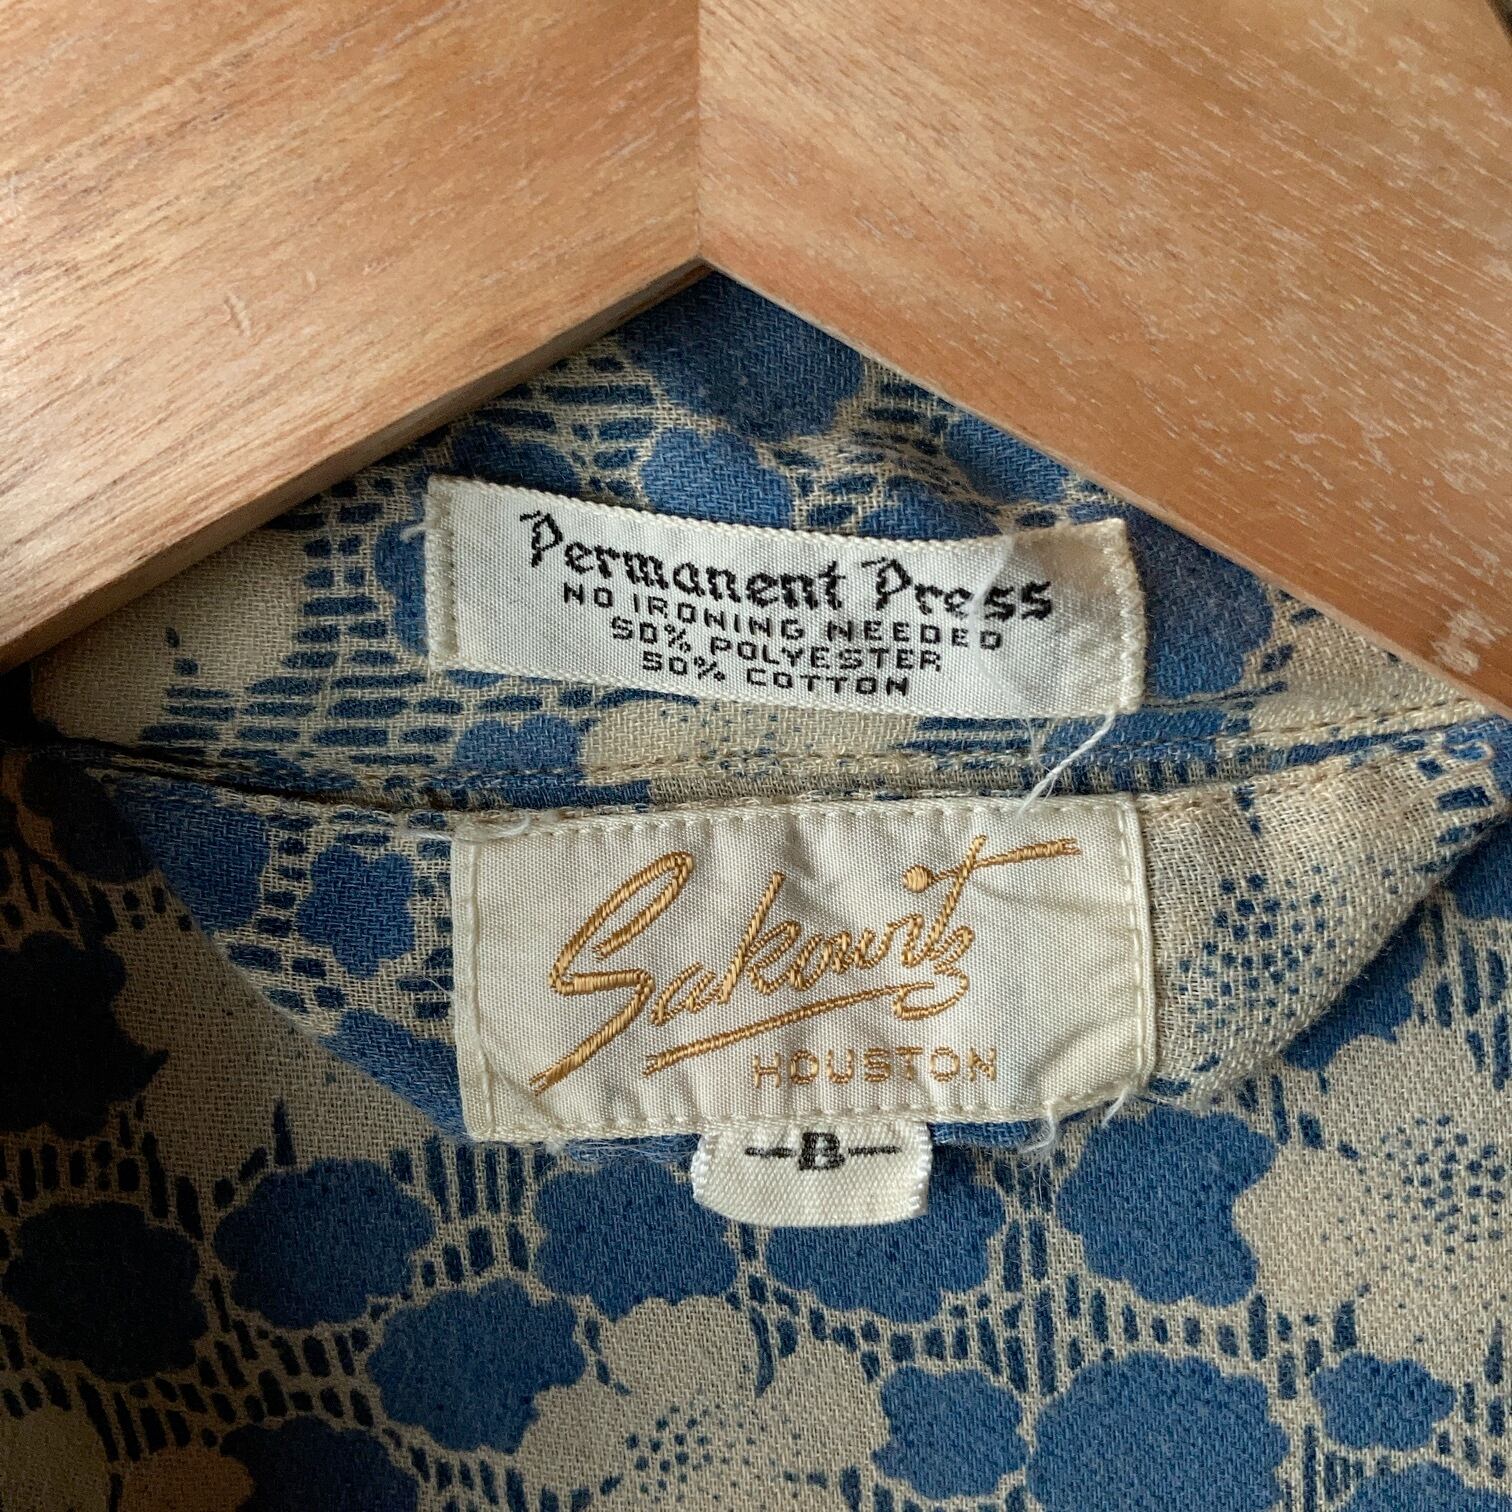 Permanent Press
NO IRONING NEEDED
50% POLYESTER
50% COTTON
Sakowitz
HOUSTON
-B-